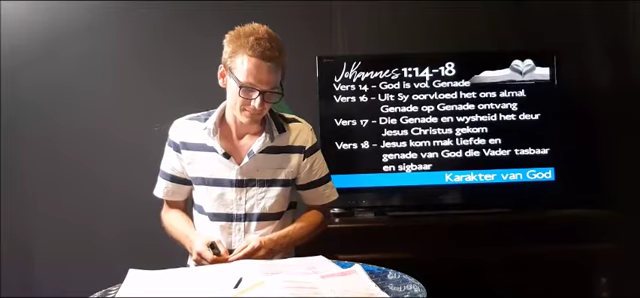 Johannes 1:14-18
Vers 14 - God is vol Genade
Vers 16 - Uit Sy oorvloed het ons almal
Genade op Genade ontvang
Vers 17 - Die Genade en wysheid het deur
Jesus Christus gekom
Vers 18 - Jesus kom mak liefde en
genade van God die Vader tasbaar
en sigbaar
Karakter van God